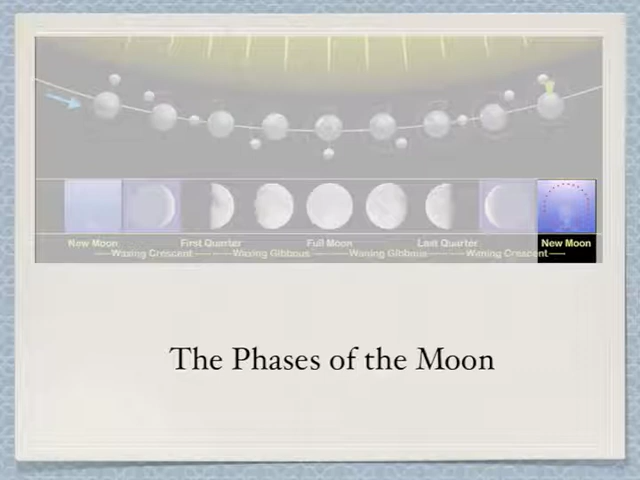 New Moon First Quarter Full Moon Last Quarter New Moon
Waxing Crescent Waxing Gibbous Waning Gibbous Waning Crescent
The Phases of the Moon